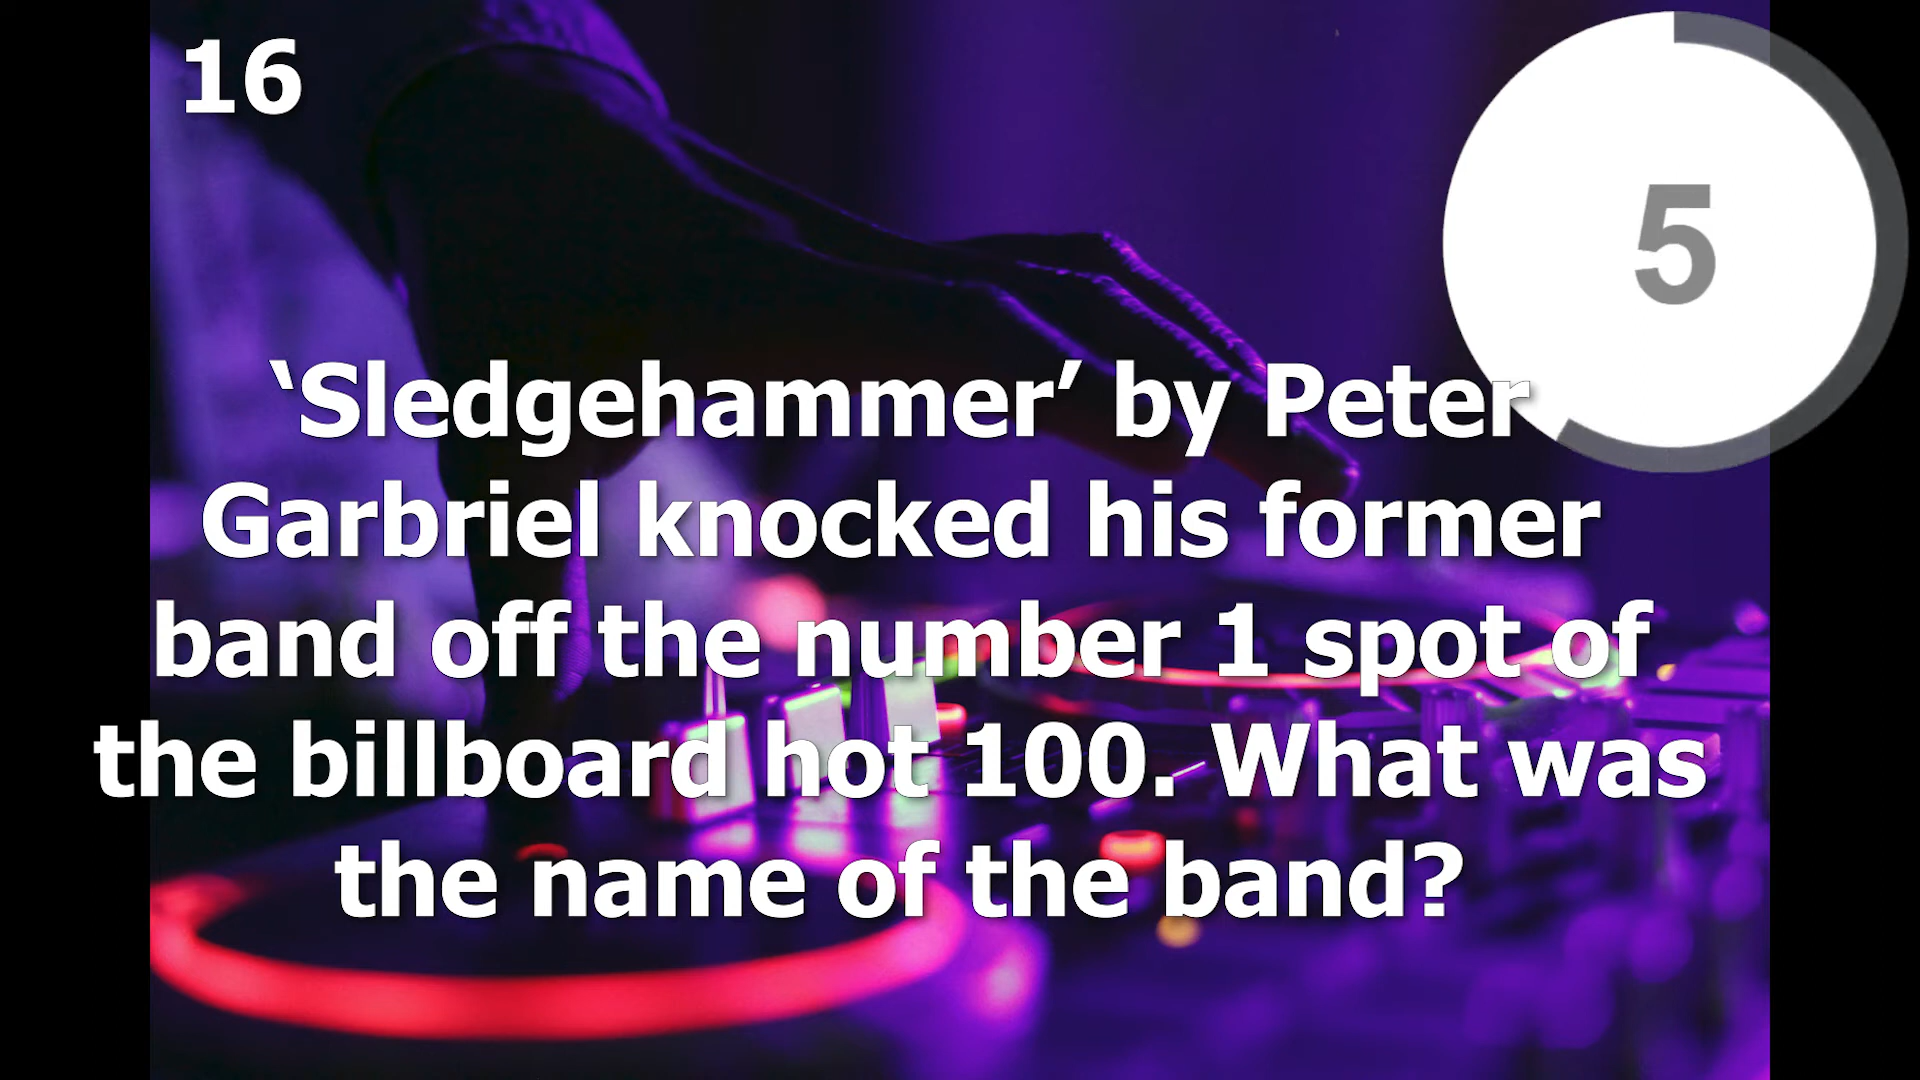 16
5
‘Sledgehammer’ by Peter
Garbriel knocked his former
band off the number 1 spot of
the billboard hot 100. What was
the name of the band?